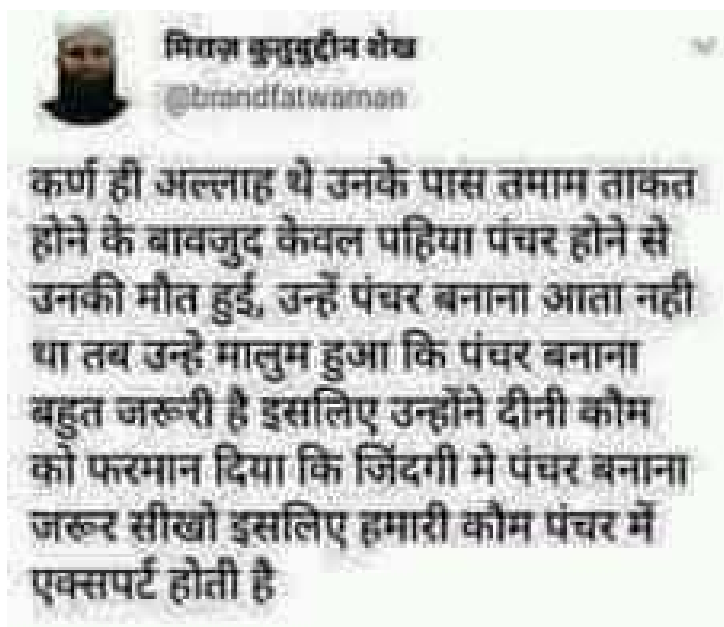 मिराज़ कुतुबुद्दीन शेख
@brandfatwaman
कर्ण ही अल्लाह थे उनके पास तमाम ताकत
होने के बावजुद केवल पहिया पंचर होने से
उनकी मौत हुई, उन्हें पंचर बनाना आता नही
था तब उन्हे मालुम हुआ कि पंचर बनाना
बहुत जरूरी है इसलिए उन्होंने दीनी कौम
को फरमान दिया कि जिंदगी मे पंचर बनाना
जरूर सीखो इसलिए हमारी कौम पंचर में
एक्सपर्ट होती है